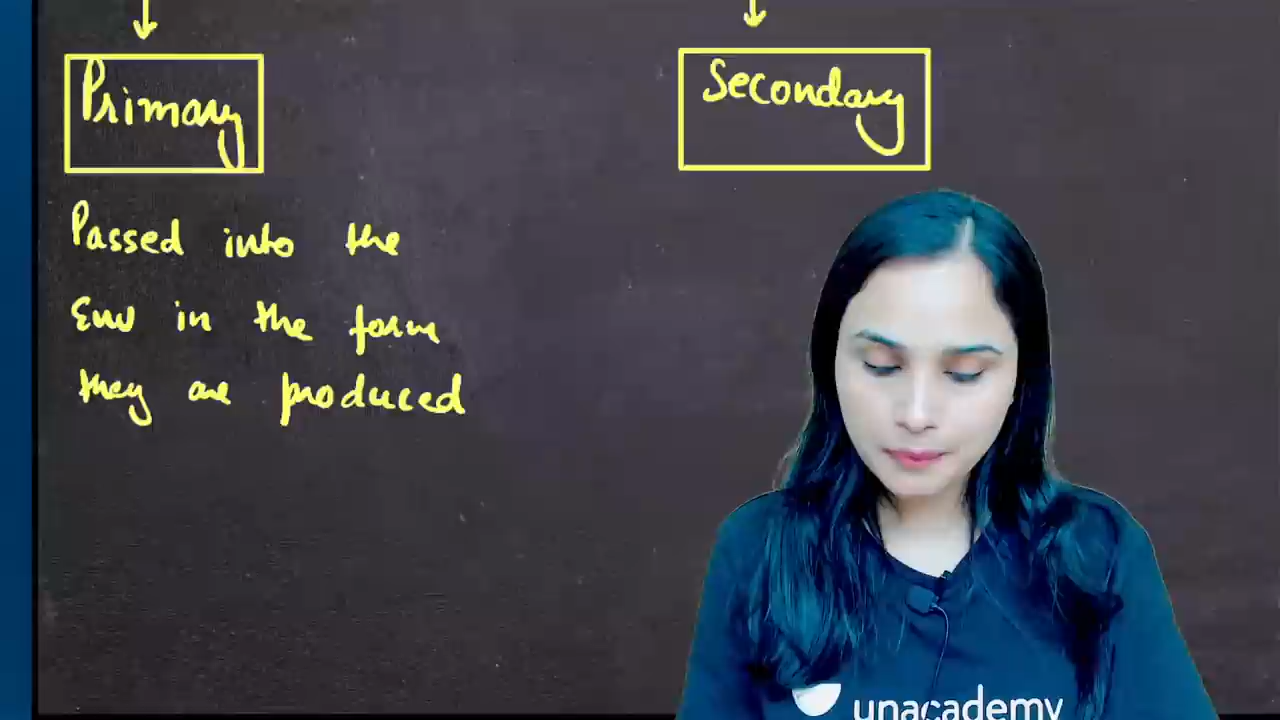 Primary
Secondary
Passed into the
Env in the form
they are produced
unacademy